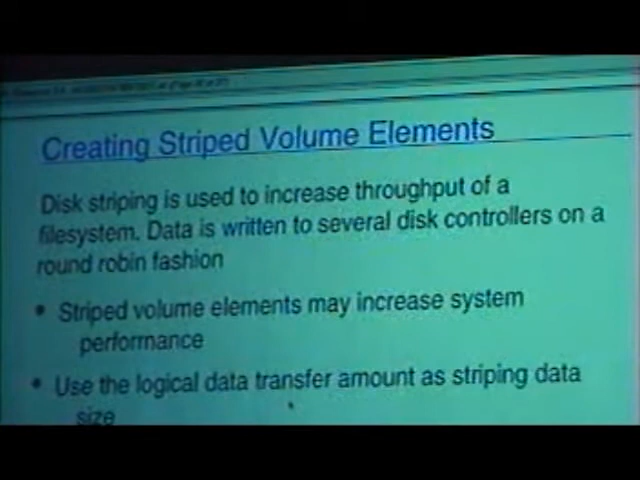 Creating Striped Volume Elements
Disk striping is used to increase throughput of a
filesystem. Data is written to several disk controllers on a
round robin fashion
• Striped volume elements may increase system
performance
• Use the logical data transfer amount as striping data
size